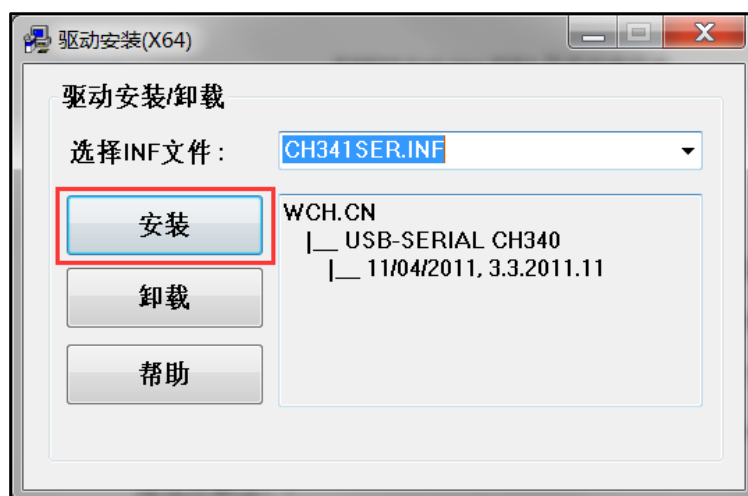 驱动安装(X64)
驱动安装/卸载
选择INF文件：
CH341SER.INF
安装
WCH.CN
|__ USB-SERIAL CH340
|__ 11/04/2011, 3.3.2011.11
卸载
帮助